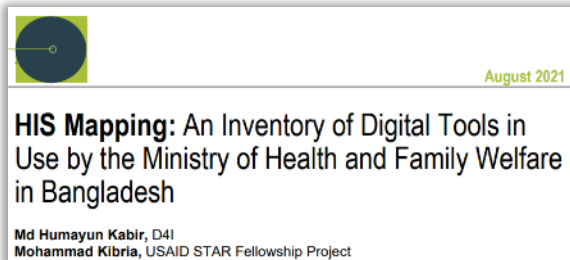 August 2021
HIS Mapping: An Inventory of Digital Tools in
Use by the Ministry of Health and Family Welfare
in Bangladesh
Md Humayun Kabir, D4I
Mohammad Kibria, USAID STAR Fellowship Project